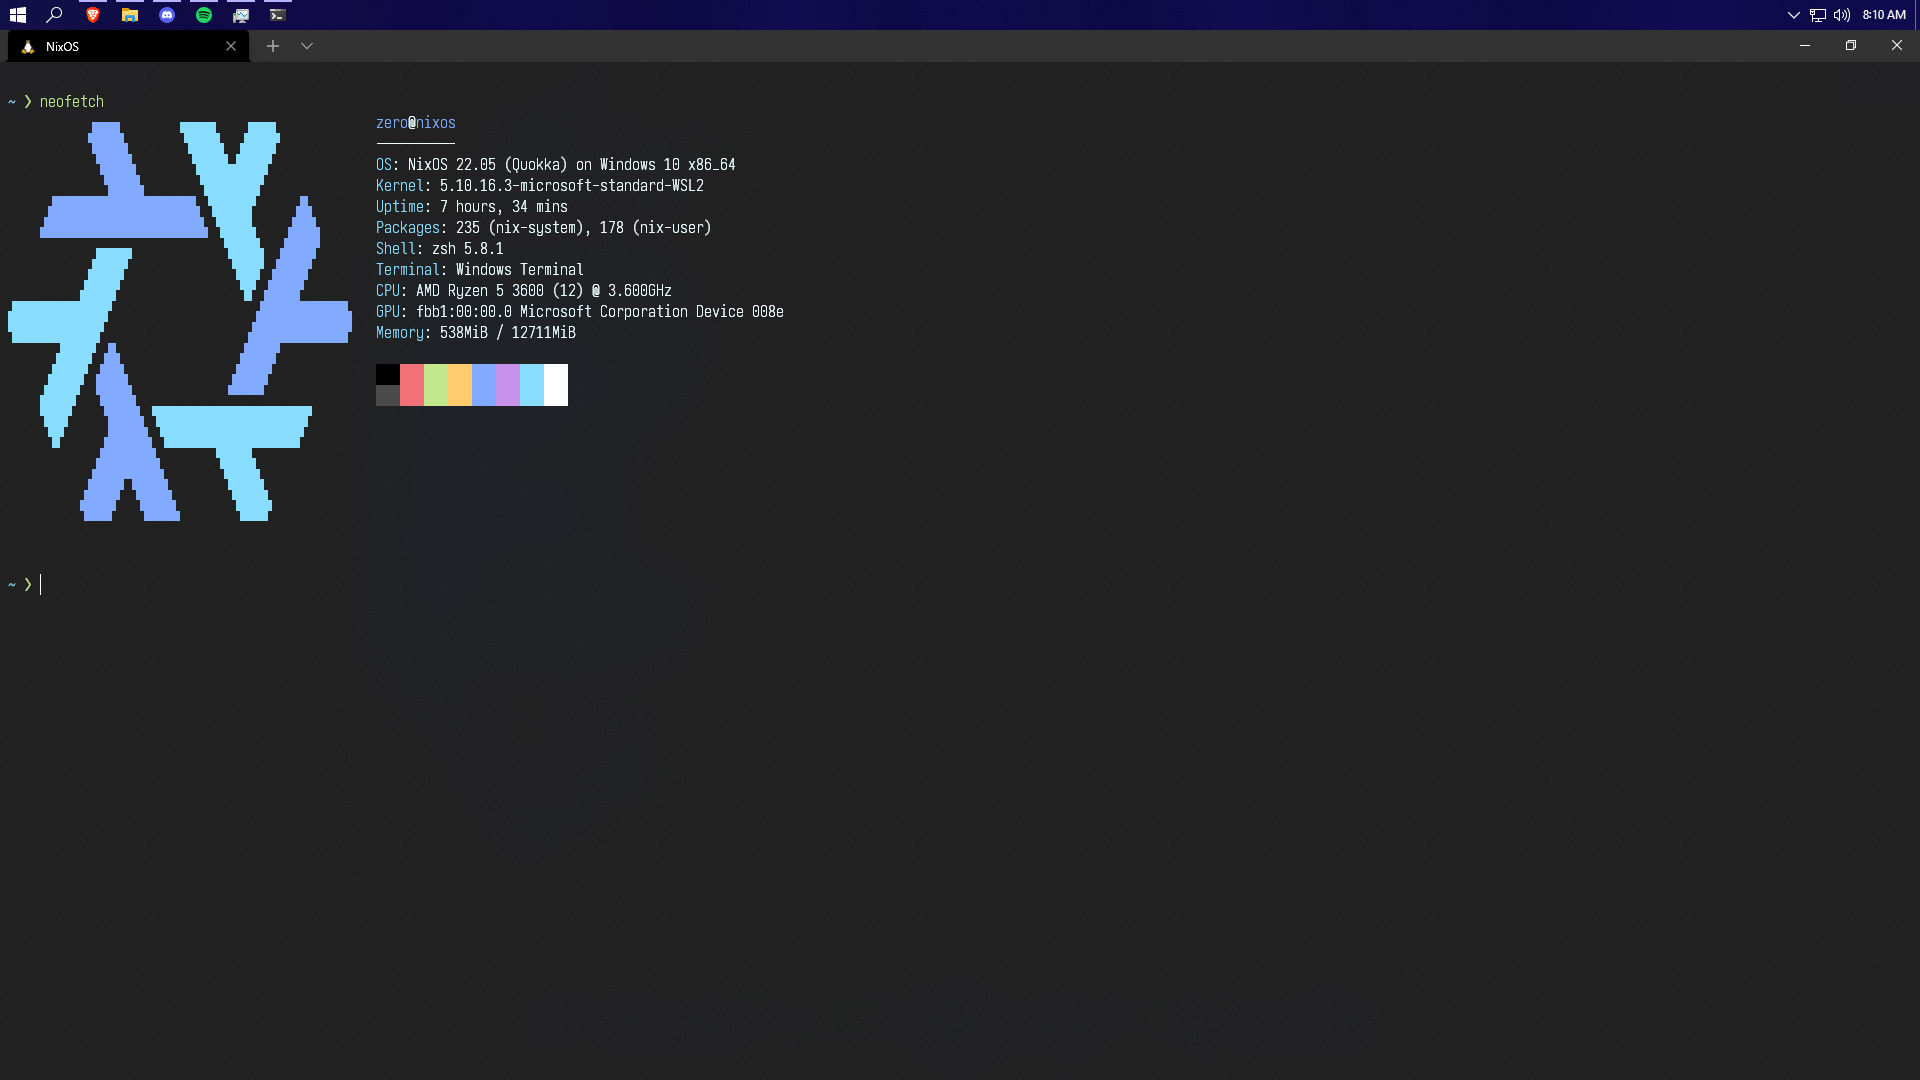 8:10 AM
NixOS
~ ❯ neofetch
zero@nixos
----------
OS: NixOS 22.05 (Quokka) on Windows 10 x86_64
Kernel: 5.10.16.3-microsoft-standard-WSL2
Uptime: 7 hours, 34 mins
Packages: 235 (nix-system), 178 (nix-user)
Shell: zsh 5.8.1
Terminal: Windows Terminal
CPU: AMD Ryzen 5 3600 (12) @ 3.600GHz
GPU: fbb1:00:00.0 Microsoft Corporation Device 008e
Memory: 538MiB / 12711MiB
~ ❯